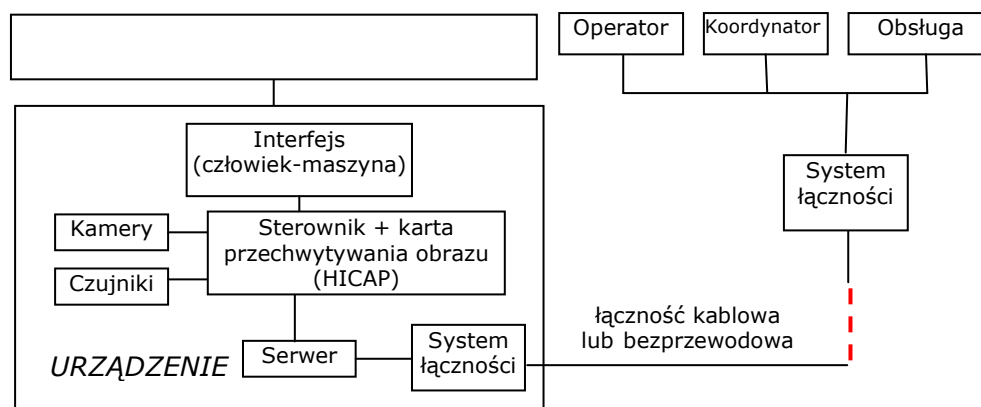 Operator
Koordynator
Obsługa
Interfejs
(człowiek-maszyna)
System
łączności
Kamery
Sterownik + karta
przechwytywania obrazu
(HICAP)
Czujniki
łączność kablowa
lub bezprzewodowa
URZĄDZENIE
Serwer
System
łączności